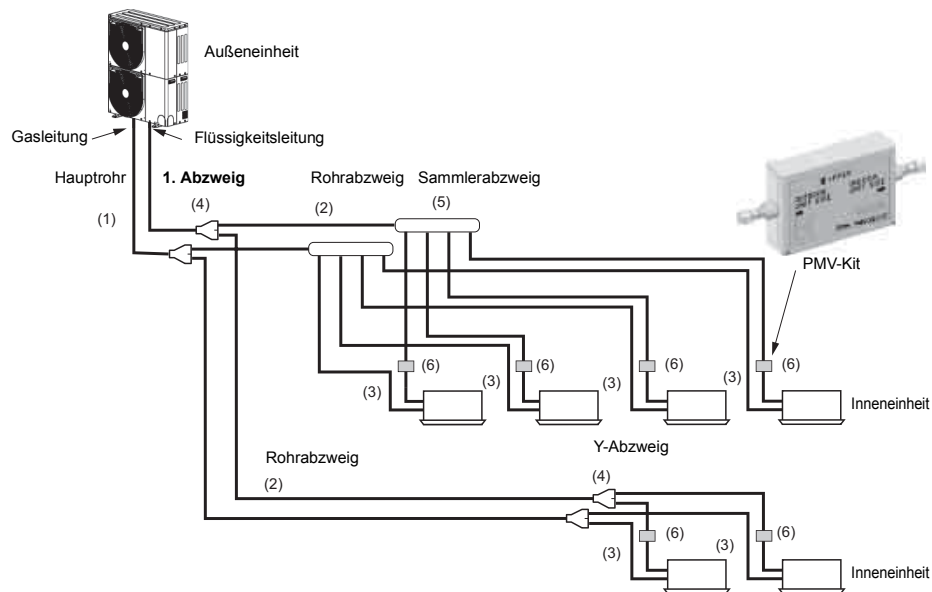 Außeneinheit
Gasleitung
Flüssigkeitsleitung
Hauptrohr
1. Abzweig
Rohrabzweig
Sammlerabzweig
(1)
(4)
(2)
(5)
PMV-Kit
(6)
(6)
(6)
(6)
(3)
(3)
(3)
(3)
Inneneinheit
Y-Abzweig
Rohrabzweig
(2)
(4)
(6)
(6)
(3)
(3)
Inneneinheit